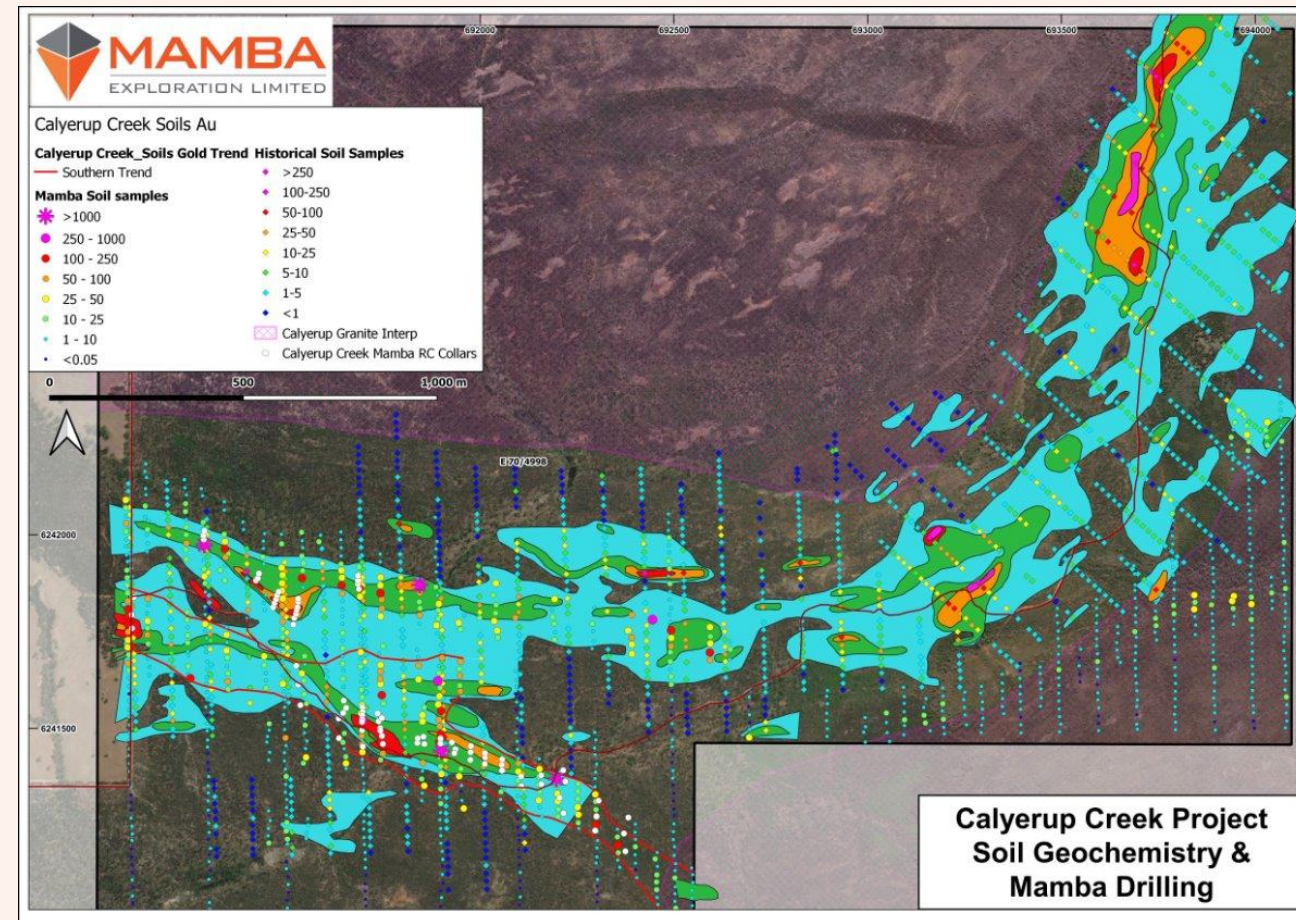 MAMBA
EXPLORATION LIMITED
692000
692500
693000
693500
694000
Calyerup Creek Soils Au
Calyerup Creek_Soils Gold Trend
Southern Trend
Mamba Soil samples
>1000
250 - 1000
100 - 250
50 - 100
25 - 50
10 - 25
1 - 10
<0.05
Historical Soil Samples
>250
100-250
50-100
25-50
10-25
5-10
1-5
<1
Calyerup Granite Interp
Calyerup Creek Mamba RC Collars
0
500
1,000 m
E 70/4998
6242000
6241500
Calyerup Creek Project
Soil Geochemistry &
Mamba Drilling